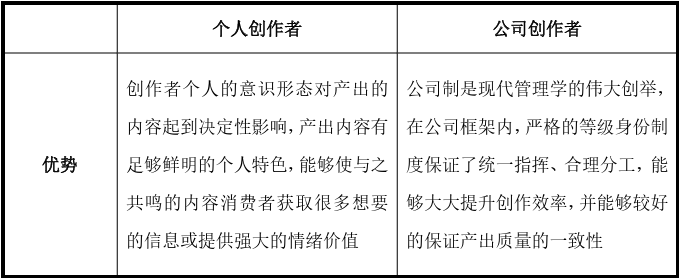 个人创作者
公司创作者
优势
创作者个人的意识形态对产出的
内容起到决定性影响，产出内容有
足够鲜明的个人特色，能够使与之
共鸣的内容消费者获取很多想要
的信息或提供强大的情绪价值
公司制是现代管理学的伟大创举，
在公司框架内，严格的等级身份制
度保证了统一指挥、合理分工，能
够大大提升创作效率，并能够较好
的保证产出质量的一致性